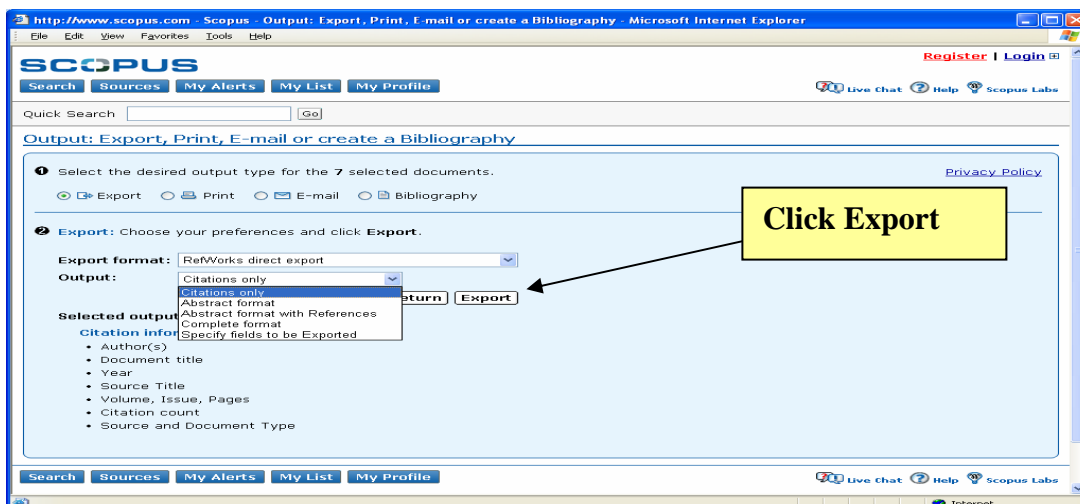 http://www.scopus.com - Scopus - Output: Export, Print, E-mail or create a Bibliography - Microsoft Internet Explorer
File Edit View Favorites Tools Help
SCOPUS
Register | Login
Search Sources My Alerts My List My Profile
Live Chat Help Scopus Labs
Quick Search Go
Output: Export, Print, E-mail or create a Bibliography
1 Select the desired output type for the 7 selected documents.
Privacy Policy
Export Print E-mail Bibliography
Click Export
2 Export: Choose your preferences and click Export.
Export format: RefWorks direct export
Output: Citations only
Citations only
Abstract format
Abstract format with References
Complete format
Specify fields to be Exported
eturn Export
Selected output
Citation infor
• Author(s)
• Document title
• Year
• Source Title
• Volume, Issue, Pages
• Citation count
• Source and Document Type
Search Sources My Alerts My List My Profile
Live Chat Help Scopus Labs
Internet